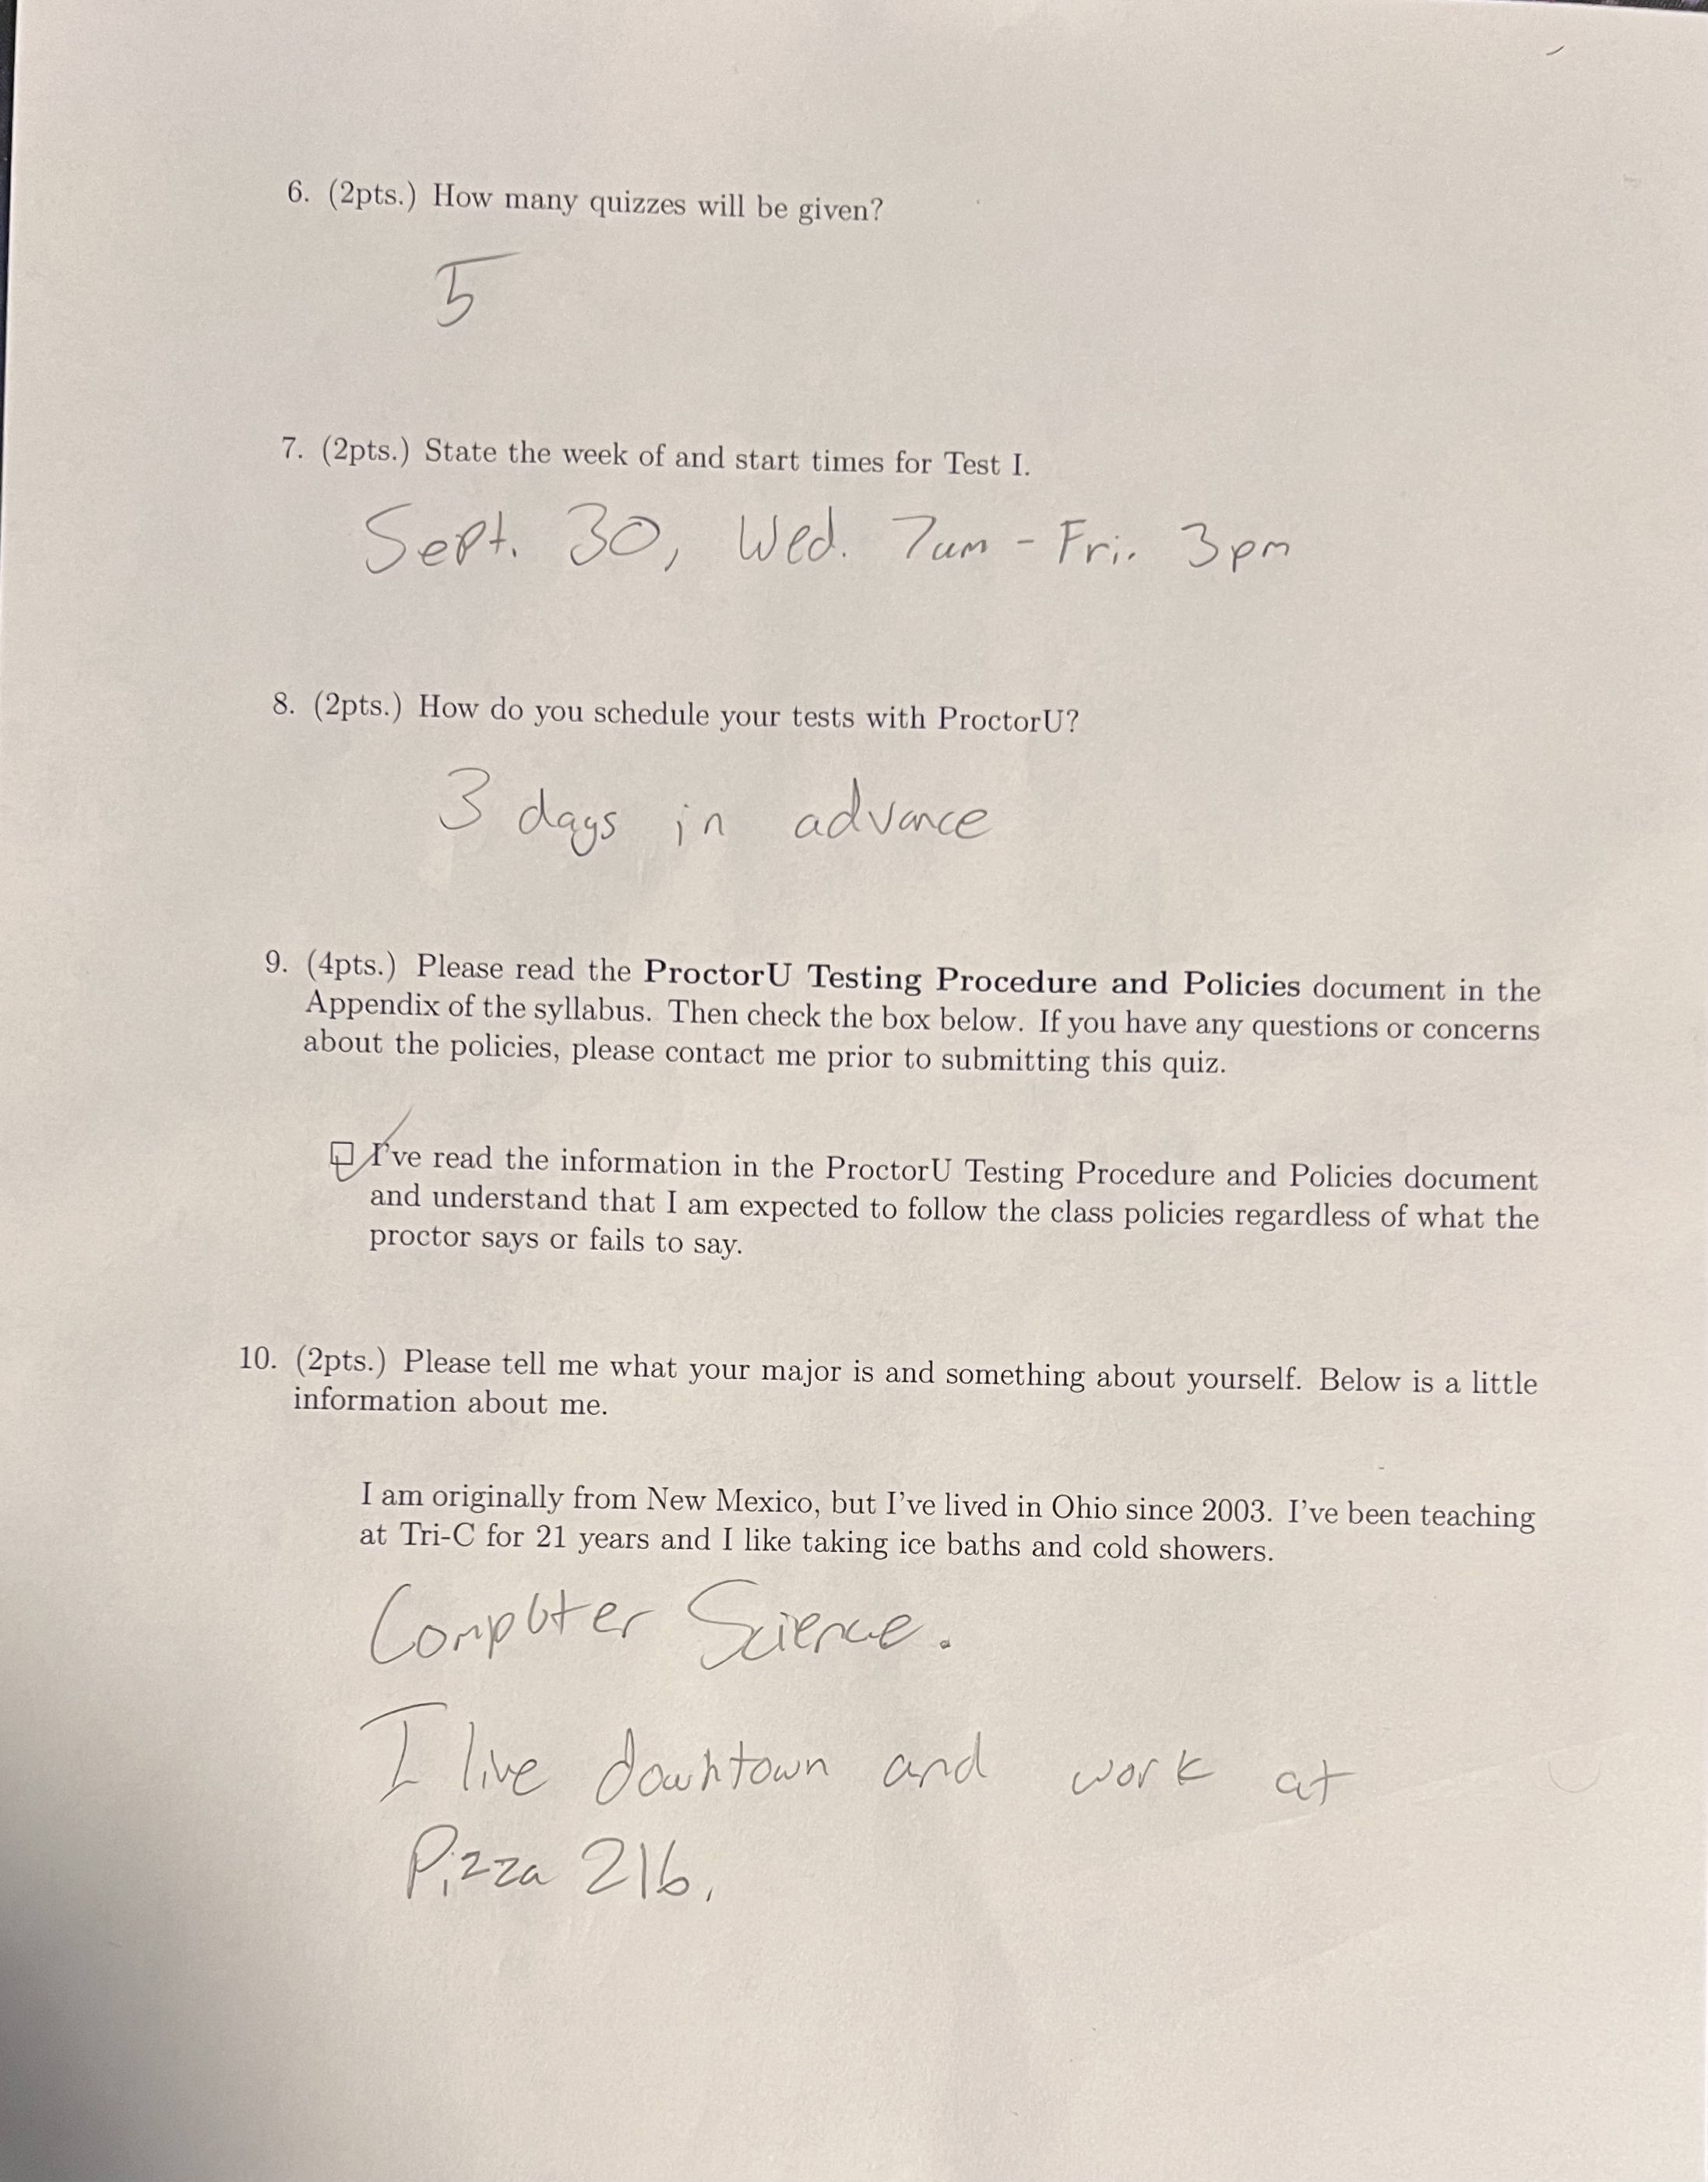 6. (2pts.) How many quizzes will be given?
5
7. (2pts.) State the week of and start times for Test I.
Sept. 30, Wed. 7am - Fri. 3pm
8. (2pts.) How do you schedule your tests with ProctorU?
3 days in advance
9. (4pts.) Please read the ProctorU Testing Procedure and Policies document in the
Appendix of the syllabus. Then check the box below. If you have any questions or concerns
about the policies, please contact me prior to submitting this quiz.
I've read the information in the ProctorU Testing Procedure and Policies document
and understand that I am expected to follow the class policies regardless of what the
proctor says or fails to say.
10. (2pts.) Please tell me what your major is and something about yourself. Below is a little
information about me.
I am originally from New Mexico, but I've lived in Ohio since 2003. I've been teaching
at Tri-C for 21 years and I like taking ice baths and cold showers.
Computer Science.
I live downtown and work at
Pizza 216.